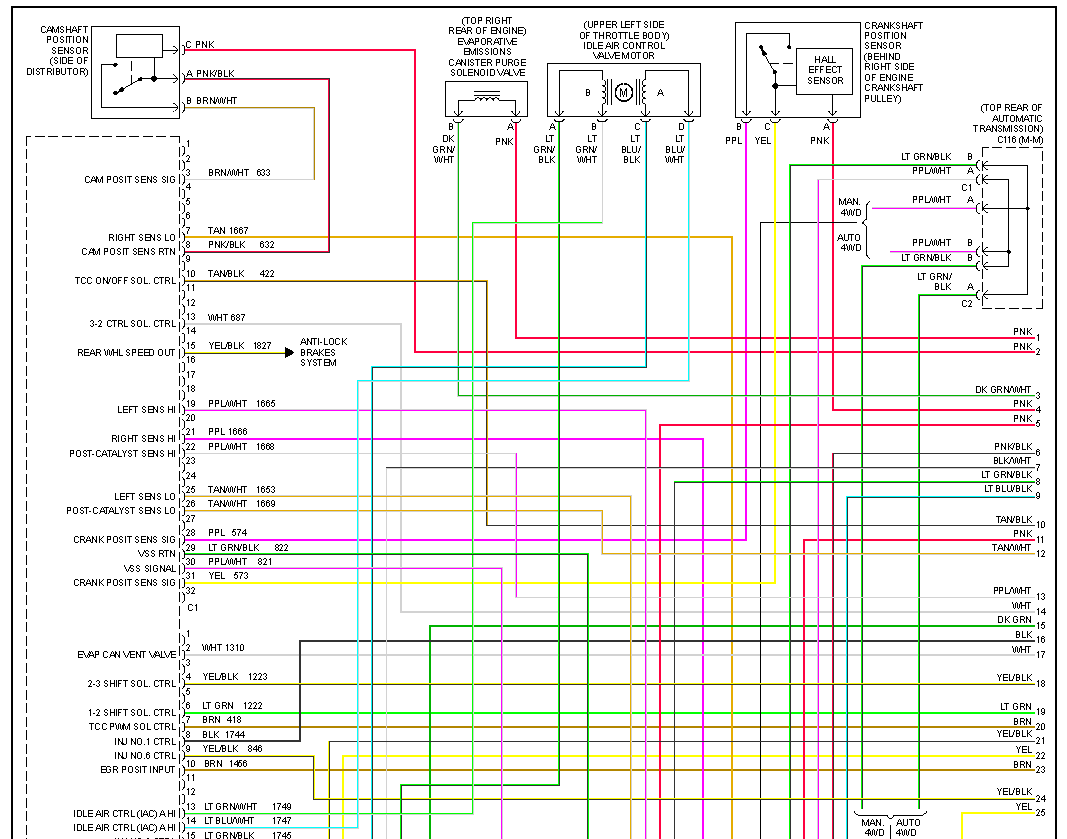 CAMSHAFT
POSITION
SENSOR
(SIDE OF
DISTRIBUTOR)
C PNK
A PNK/BLK
B BRN/WHT
(TOP RIGHT
REAR OF ENGINE)
EVAPORATIVE
EMISSIONS
CANISTER PURGE
SOLENOID VALVE
B
A
DK
GRN/
WHT
PNK
(UPPER LEFT SIDE
OF THROTTLE BODY)
IDLE AIR CONTROL
VALVE MOTOR
B M A
A B C D
LT
GRN/
BLK
LT
GRN/
WHT
LT
BLU/
BLK
LT
BLU/
WHT
CRANKSHAFT
POSITION
SENSOR
(BEHIND
RIGHT SIDE
OF ENGINE
CRANKSHAFT
PULLEY)
HALL
EFFECT
SENSOR
B C A
PPL YEL PNK
(TOP REAR OF
AUTOMATIC
TRANSMISSION)
C116 (M-M)
LT GRN/BLK B
PPL/WHT A
C1
MAN.
4WD
PPL/WHT A
AUTO
4WD
PPL/WHT B
LT GRN/BLK B
LT GRN/
BLK A
C2
1
2
CAM POSIT SENS SIG 3 BRN/WHT 633
4
5
6
RIGHT SENS LO 7 TAN 1667
CAM POSIT SENS RTN 8 PNK/BLK 632
9
TCC ON/OFF SOL. CTRL 10 TAN/BLK 422
11
12
3-2 CTRL SOL. CTRL 13 WHT 687
14
REAR WHL SPEED OUT 15 YEL/BLK 1827
ANTI-LOCK
BRAKES
SYSTEM
16
17
18
LEFT SENS HI 19 PPL/WHT 1665
20
RIGHT SENS HI 21 PPL 1666
POST-CATALYST SENS HI 22 PPL/WHT 1668
23
24
LEFT SENS LO 25 TAN/WHT 1653
POST-CATALYST SENS LO 26 TAN/WHT 1669
27
CRANK POSIT SENS SIG 28 PPL 574
VSS RTN 29 LT GRN/BLK 822
VSS SIGNAL 30 PPL/WHT 821
CRANK POSIT SENS SIG 31 YEL 573
32
C1
1
EVAP CAN VENT VALVE 2 WHT 1310
3
2-3 SHIFT SOL. CTRL 4 YEL/BLK 1223
5
1-2 SHIFT SOL. CTRL 6 LT GRN 1222
TCC PWM SOL CTRL 7 BRN 418
INJ NO.1 CTRL 8 BLK 1744
INJ NO.6 CTRL 9 YEL/BLK 846
EGR POSIT INPUT 10 BRN 1456
11
12
IDLE AIR CTRL (IAC) A HI 13 LT GRN/WHT 1749
IDLE AIR CTRL (IAC) A HI 14 LT BLU/WHT 1747
15 LT GRN/BLK 1745
PNK 1
PNK 2
DK GRN/WHT 3
PNK 4
PNK 5
PNK/BLK 6
BLK/WHT 7
LT GRN/BLK 8
LT BLU/BLK 9
TAN/BLK 10
PNK 11
TAN/WHT 12
PPL/WHT 13
WHT 14
DK GRN 15
BLK 16
WHT 17
YEL/BLK 18
LT GRN 19
BRN 20
YEL/BLK 21
YEL 22
BRN 23
YEL/BLK 24
YEL 25
MAN.
4WD
AUTO
4WD